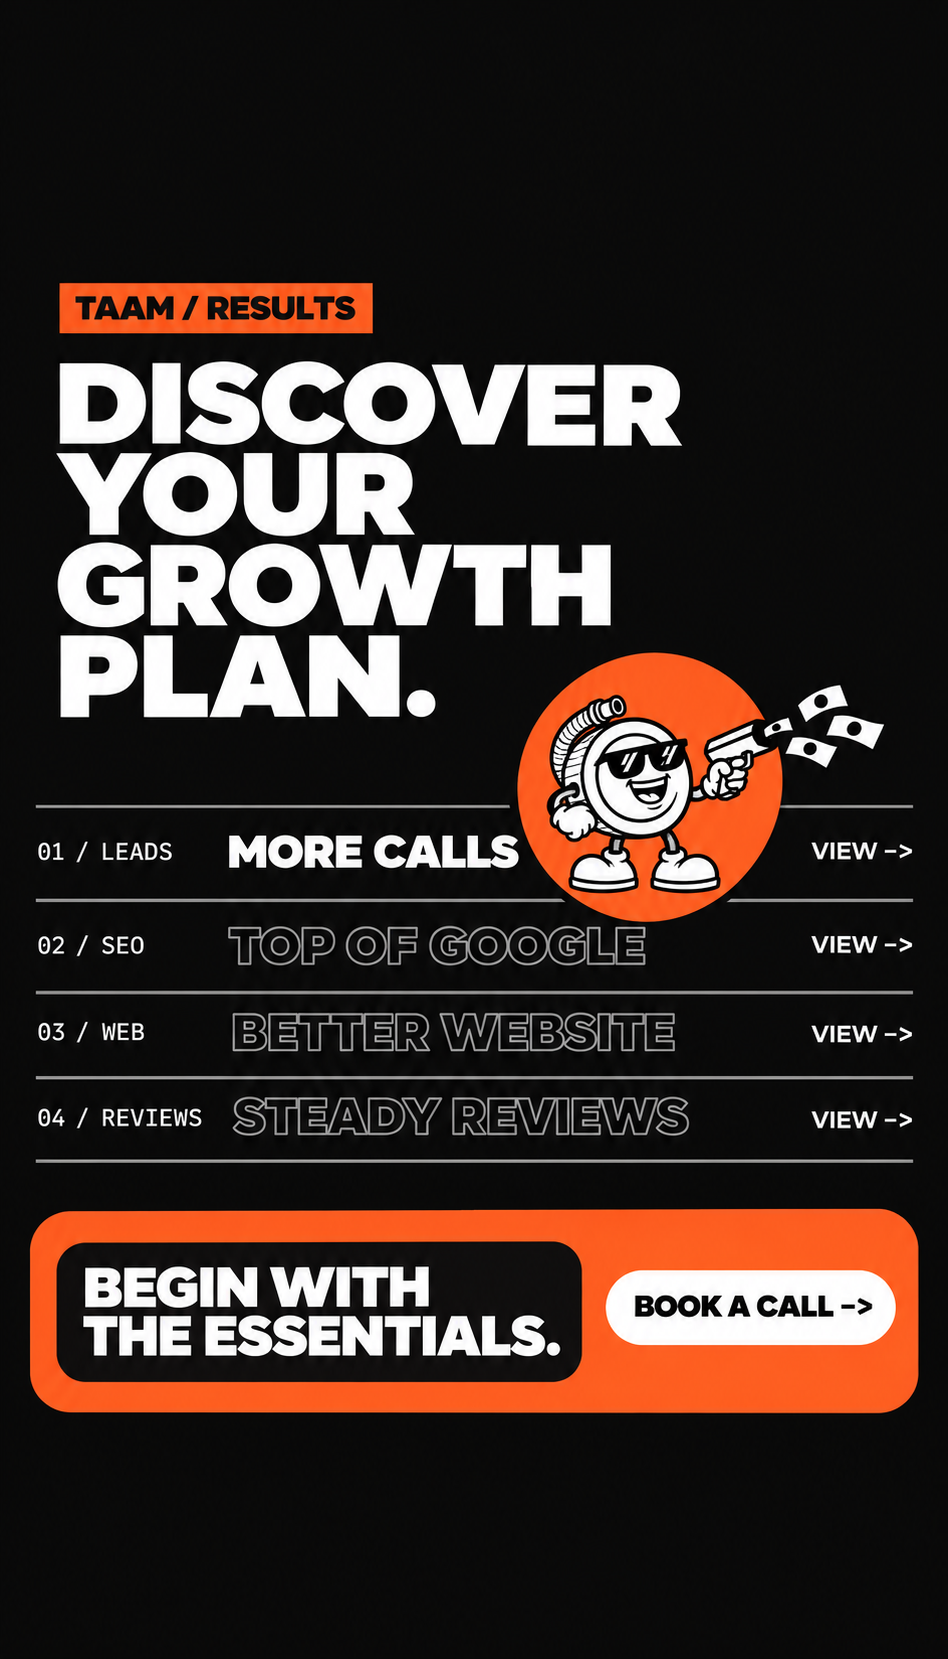 TAAM / RESULTS
DISCOVER
YOUR
GROWTH
PLAN.
01 / LEADS MORE CALLS VIEW –>
02 / SEO TOP OF GOOGLE VIEW –>
03 / WEB BETTER WEBSITE VIEW –>
04 / REVIEWS STEADY REVIEWS VIEW –>
BEGIN WITH
THE ESSENTIALS.
BOOK A CALL –>